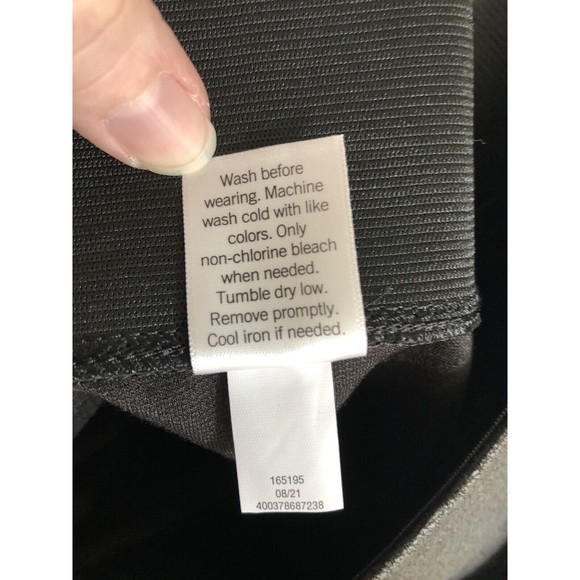 Wash before
wearing. Machine
wash cold with like
colors. Only
non-chlorine bleach
when needed.
Tumble dry low.
Remove promptly.
Cool iron if needed.
165195
08/21
400378687238